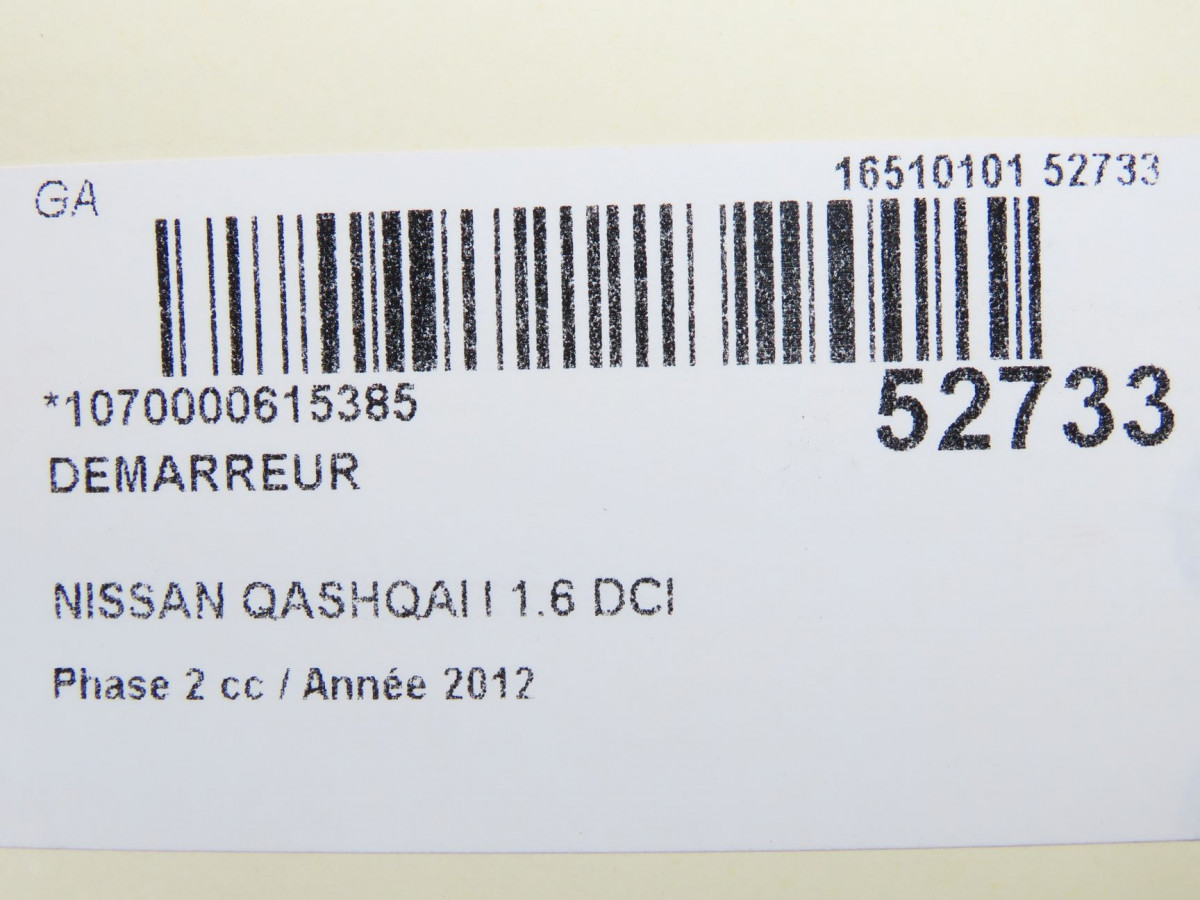 GA
16510101 52733
*1070000615385
52733
DEMARREUR
NISSAN QASHQAI I 1.6 DCI
Phase 2 cc / Année 2012